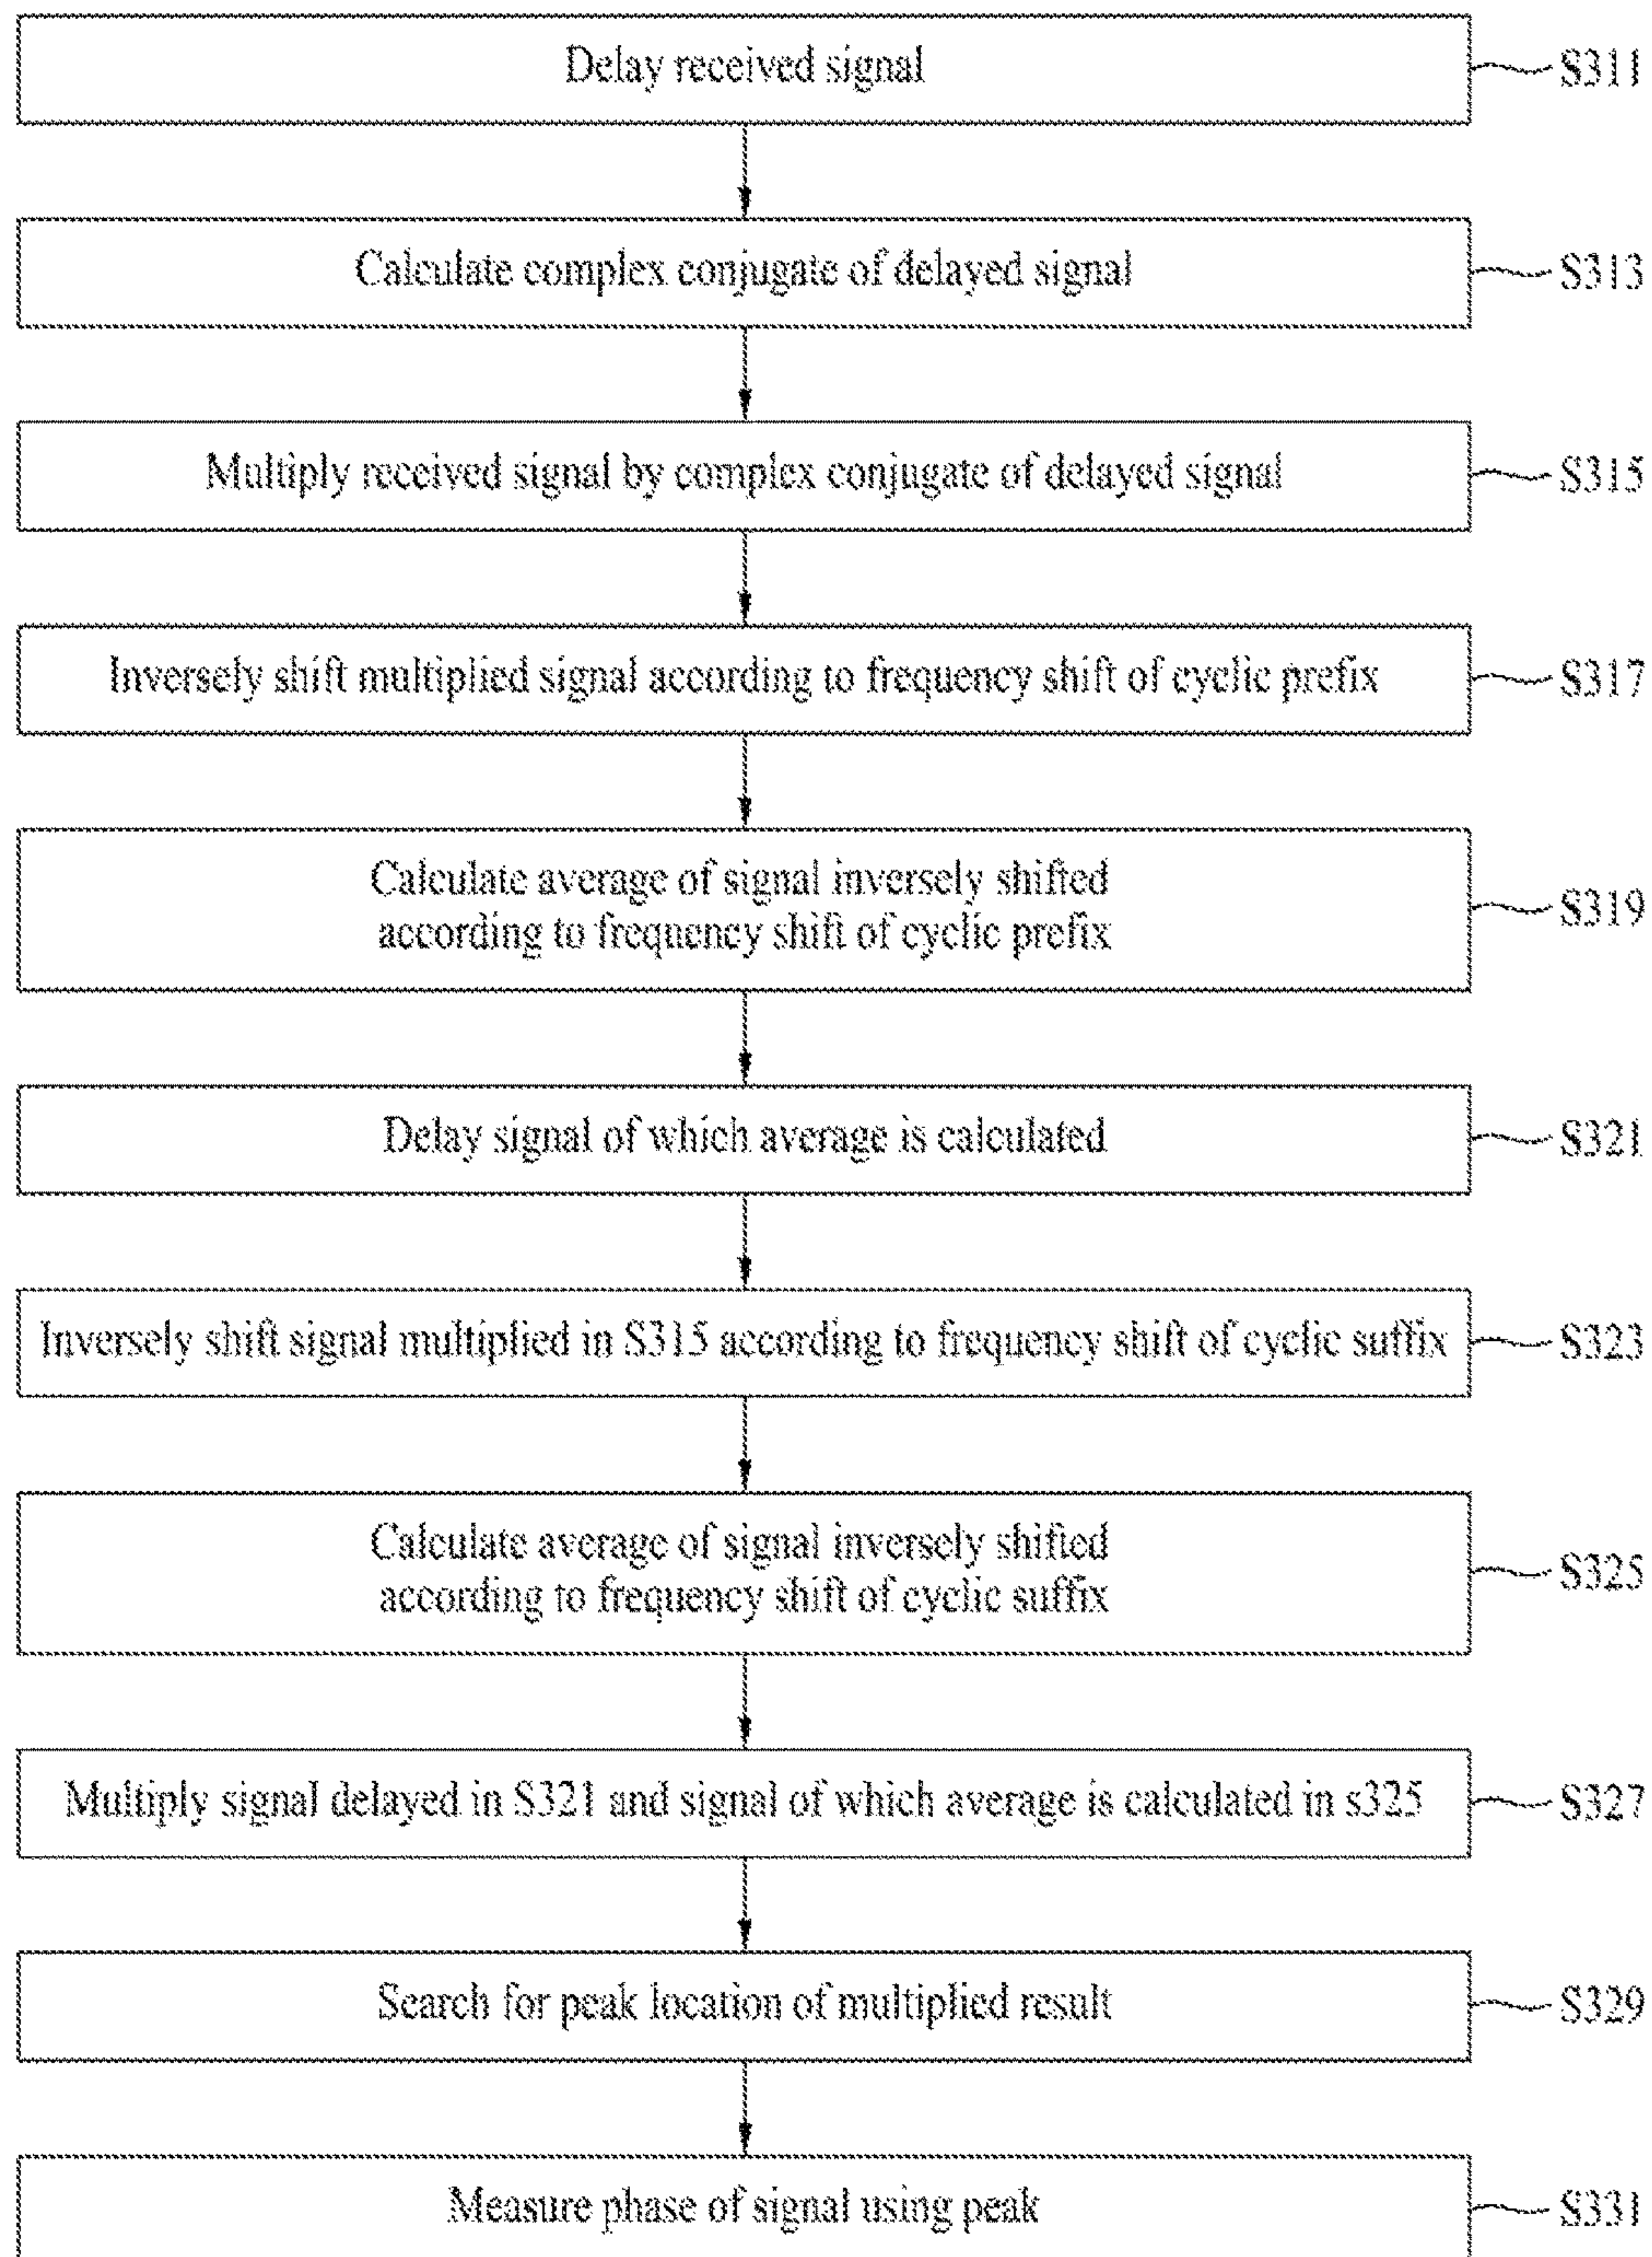 Delay received signal
S311
Calculate complex conjugate of delayed signal
S313
Multiply received signal by complex conjugate of delayed signal
S315
Inversely shift multiplied signal according to frequency shift of cyclic prefix
S317
Calculate average of signal inversely shifted
according to frequency shift of cyclic prefix
S319
Delay signal of which average is calculated
S321
Inversely shift signal multiplied in S315 according to frequency shift of cyclic suffix
S323
Calculate average of signal inversely shifted
according to frequency shift of cyclic suffix
S325
Multiply signal delayed in S321 and signal of which average is calculated in s325
S327
Search for peak location of multiplied result
S329
Measure phase of signal using peak
S331